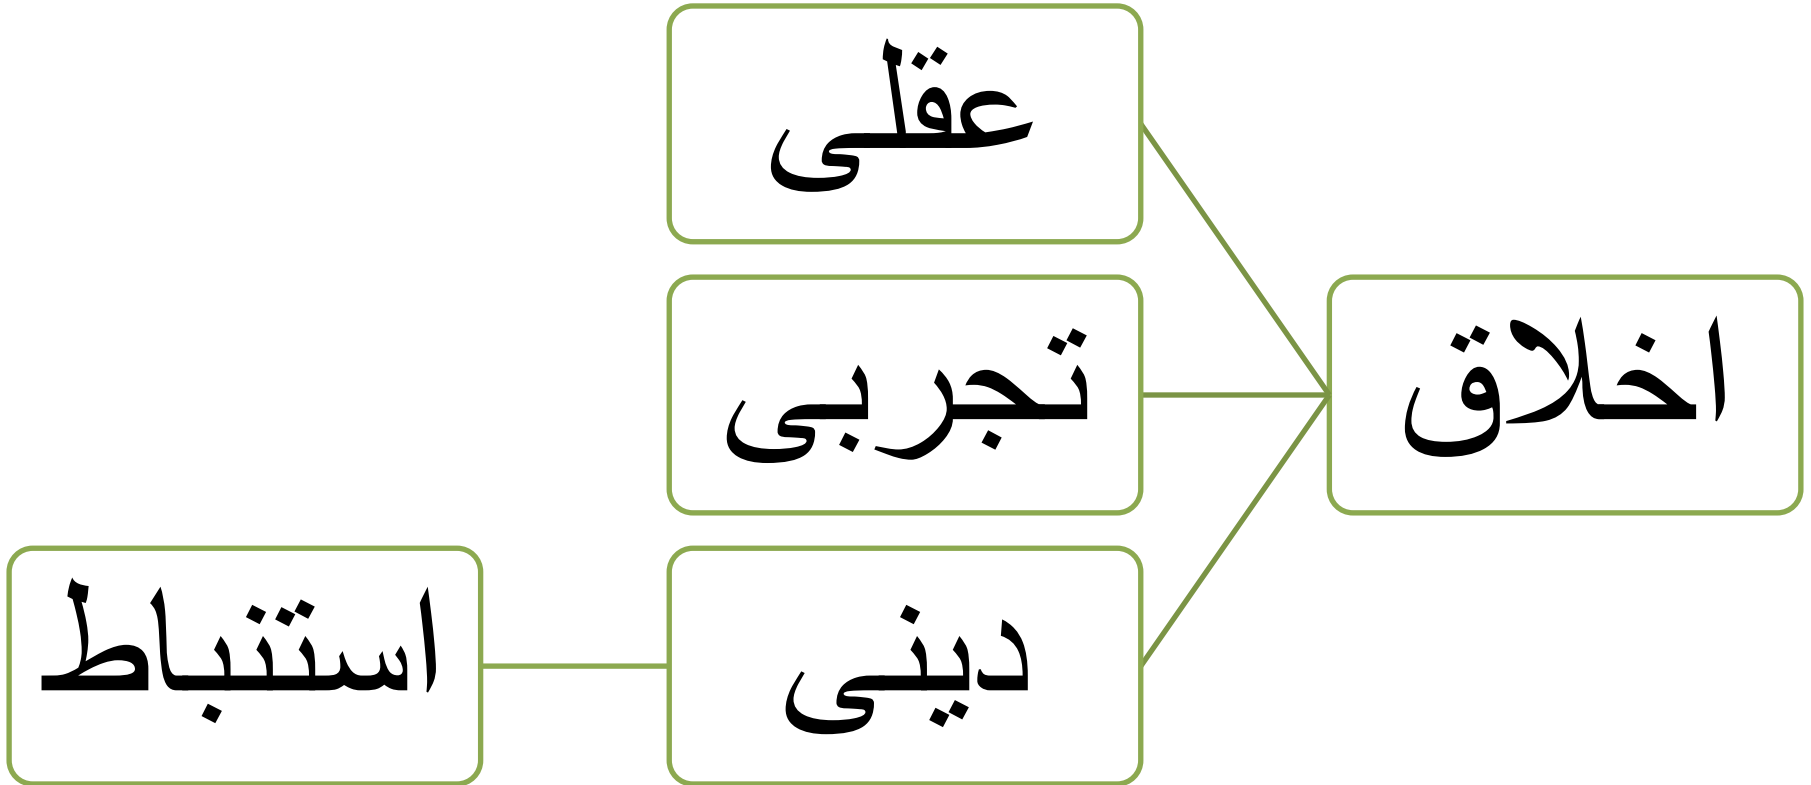 اخلاق
عقلی
تجربی
دینی
استنباط